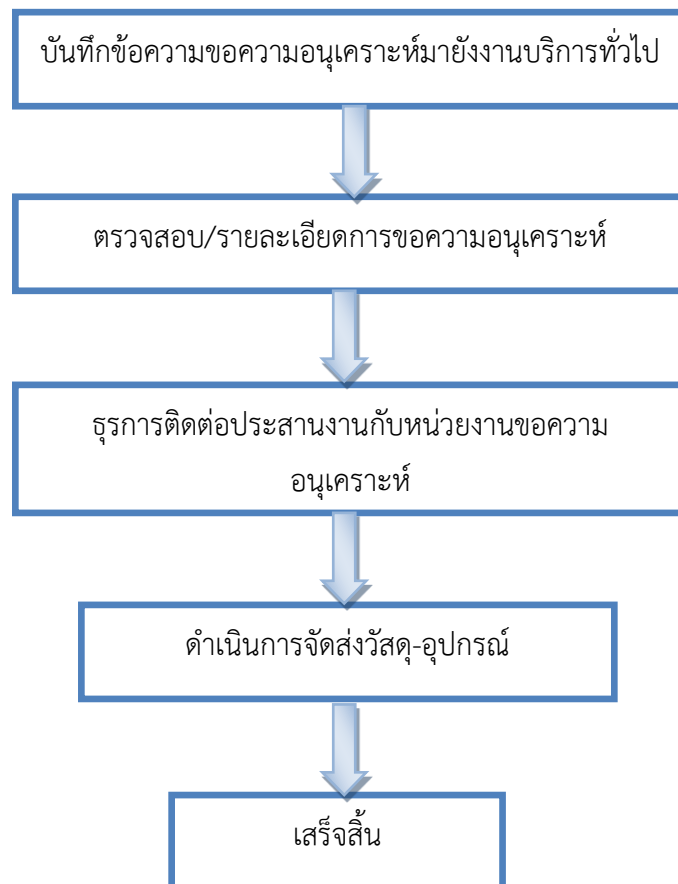 บันทึกข้อความขอความอนุเคราะห์มายังงานบริการทั่วไป
ตรวจสอบ/รายละเอียดการขอความอนุเคราะห์
ธุรการติดต่อประสานงานกับหน่วยงานขอความ
อนุเคราะห์
ดำเนินการจัดส่งวัสดุ-อุปกรณ์
เสร็จสิ้น